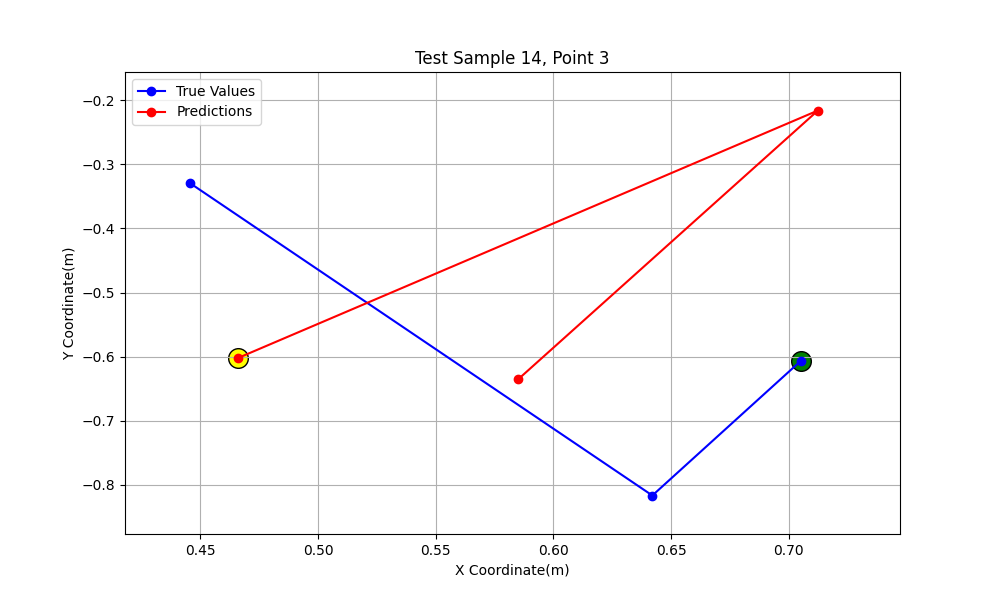 Test Sample 14, Point 3
True Values
Predictions
−0.2
−0.3
−0.4
−0.5
−0.6
−0.7
−0.8
Y Coordinate(m)
0.45 0.50 0.55 0.60 0.65 0.70
X Coordinate(m)